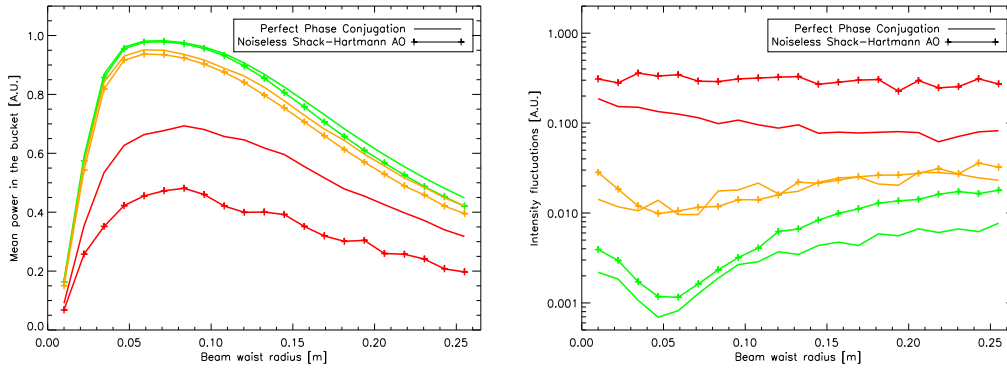 Perfect Phase Conjugation
Noiseless Shack-Hartmann AO
1.0
0.8
0.6
0.4
0.2
0.0
Mean power in the bucket [A.U.]
0.00
0.05
0.10
0.15
0.20
0.25
Beam waist radius [m]
Perfect Phase Conjugation
Noiseless Shack-Hartmann AO
1.000
0.100
0.010
0.001
Intensity fluctuations [A.U.]
0.00
0.05
0.10
0.15
0.20
0.25
Beam waist radius [m]